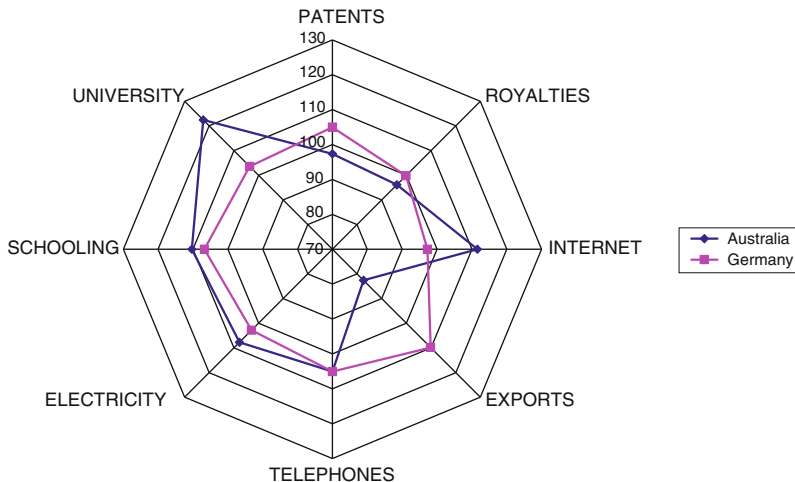 PATENTS
130
UNIVERSITY
ROYALTIES
120
110
100
90
80
SCHOOLING
70
INTERNET
Australia
Germany
ELECTRICITY
EXPORTS
TELEPHONES